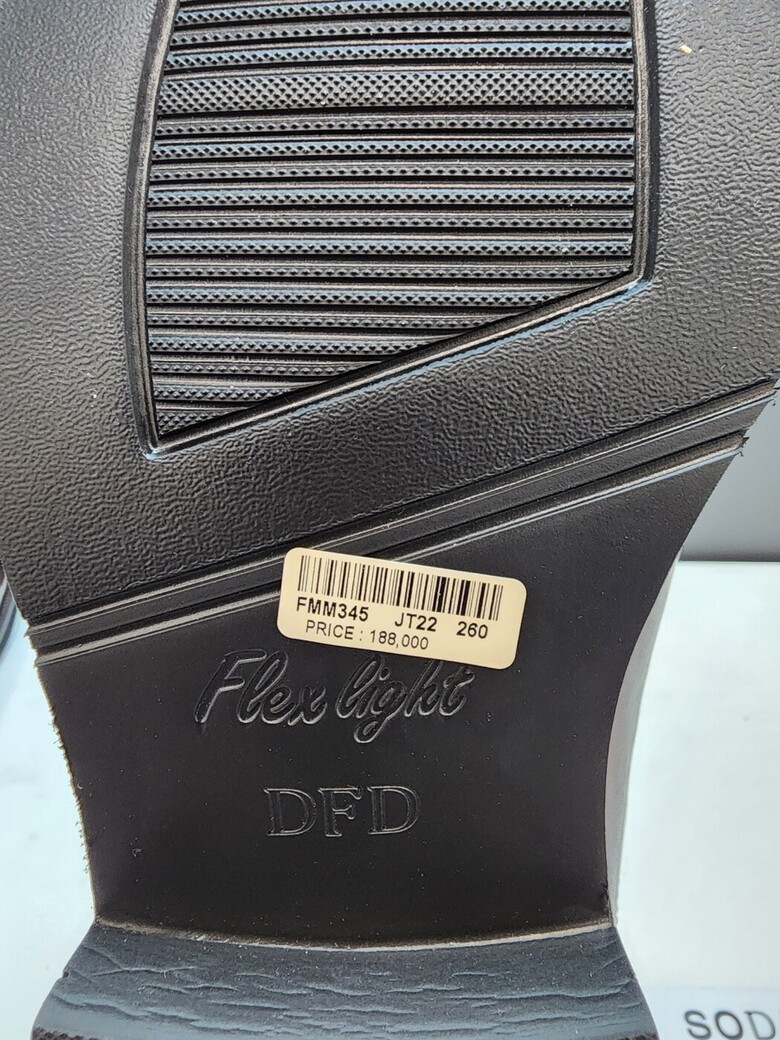 FMM345 JT22 260
PRICE : 188,000
Flex light
DFD
SOD